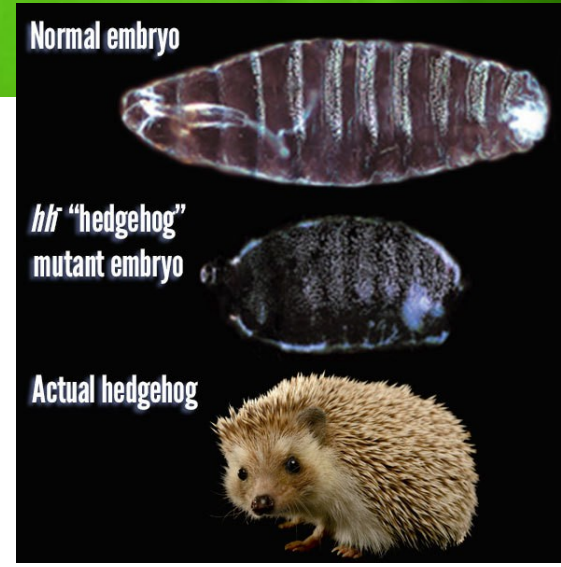 Normal embryo
hh⁻ “hedgehog”
mutant embryo
Actual hedgehog